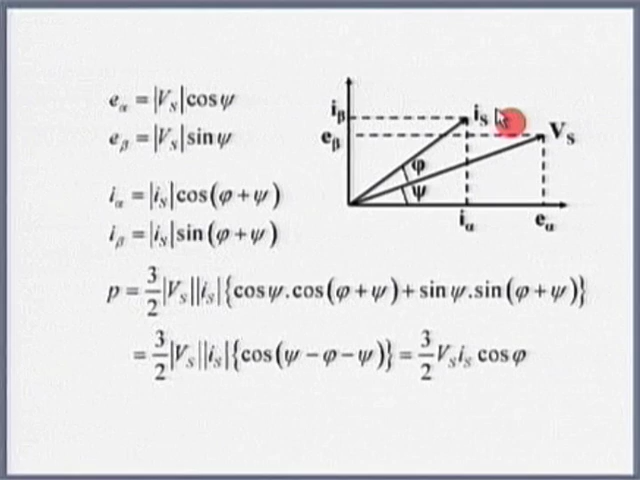 e_α = |V_S| cos ψ
e_β = |V_S| sin ψ
i_α = |i_S| cos(φ + ψ)
i_β = |i_S| sin(φ + ψ)
p = 3/2 |V_S||i_S| {cos ψ. cos(φ + ψ) + sin ψ. sin(φ + ψ)}
= 3/2 |V_S||i_S| {cos(ψ − φ − ψ)} = 3/2 V_S i_S cos φ
i_β
i_S
e_β
V_S
φ
ψ
i_α
e_α